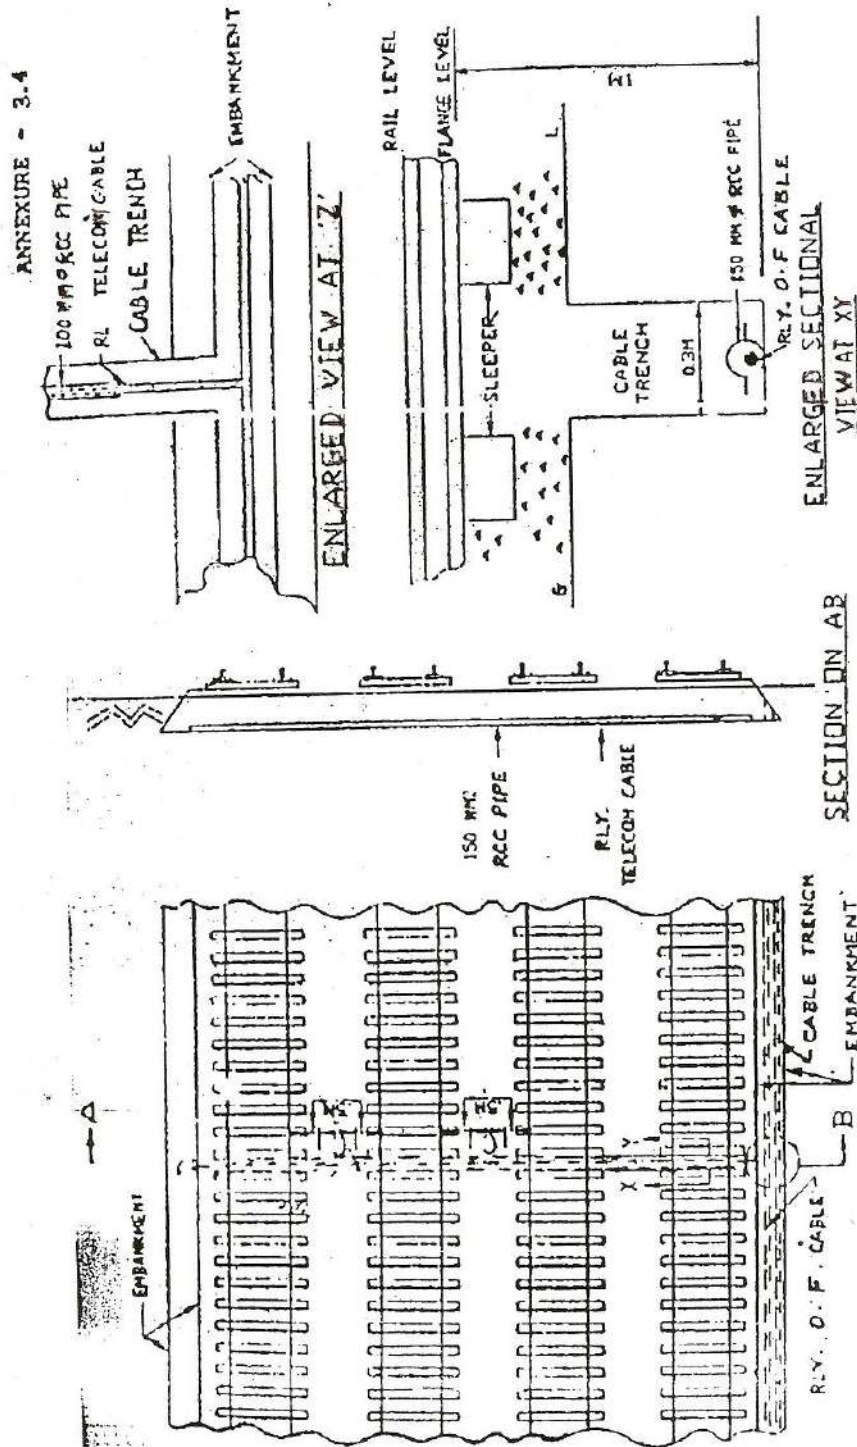 ANNEXURE - 3.4
100 MM Φ RCC PIPE
RL TELECOM CABLE
CABLE TRENCH
EMBANKMENT
ENLARGED VIEW AT 'Z'
RAIL LEVEL
FLANGE LEVEL
SLEEPER
G
L
CABLE
TRENCH
0.3M
150 MM Φ RCC PIPE
RLY. O.F CABLE
ENLARGED SECTIONAL
VIEW AT XY
150 MM
RCC PIPE
RLY.
TELECOM CABLE
SECTION ON AB
A
EMBANKMENT
X
Y
RLY. O.F. CABLE
B
CABLE TRENCH
EMBANKMENT